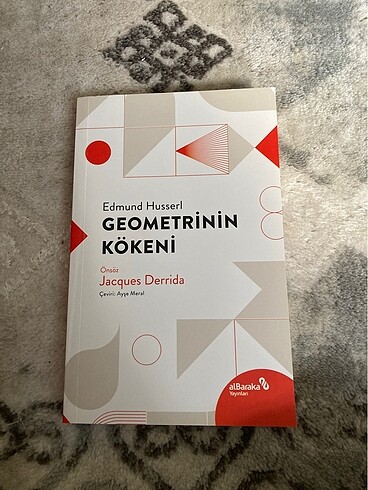 Edmund Husserl
GEOMETRİNİN
KÖKENİ
Önsöz
Jacques Derrida
Çeviri: Ayşe Meral
alBaraka
Yayınları